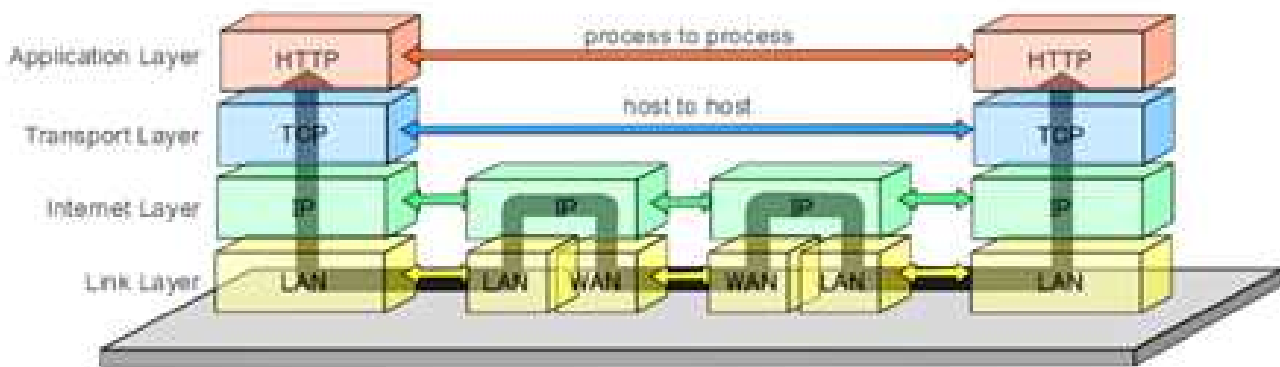 process to process
Application Layer HTTP HTTP
host to host
Transport Layer TCP TCP
Internet Layer IP IP IP IP
Link Layer LAN LAN WAN WAN LAN LAN